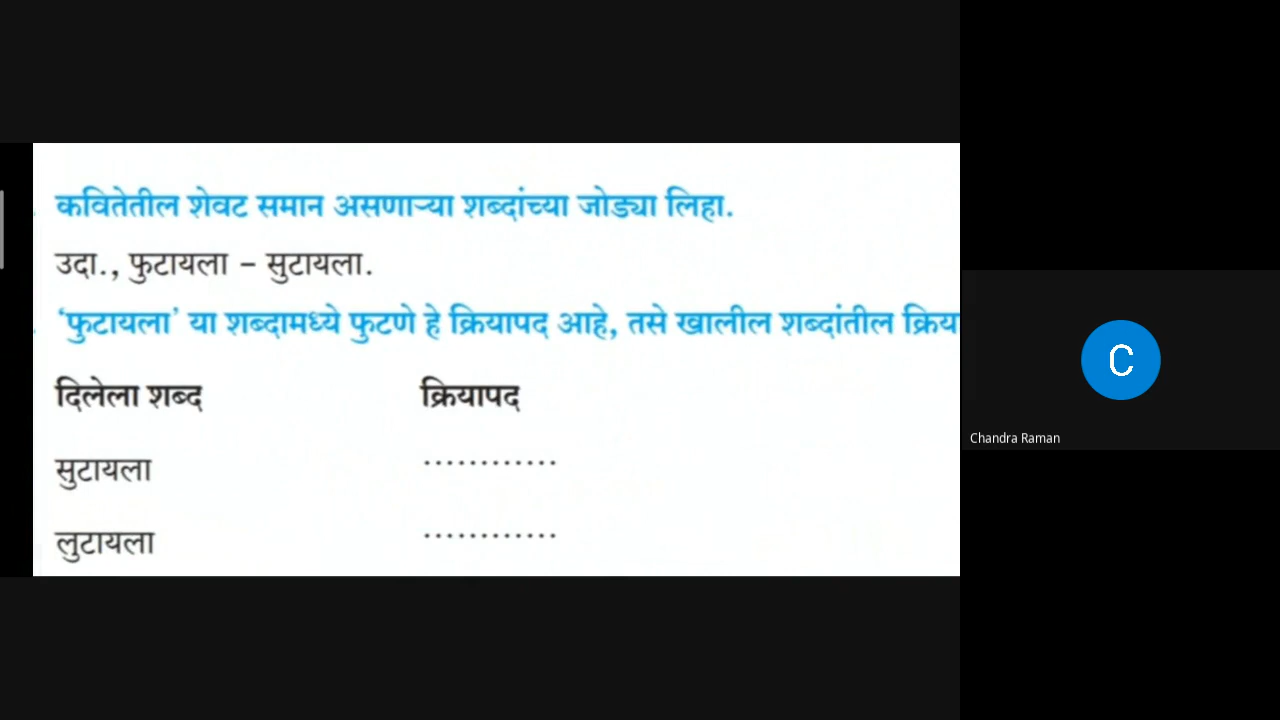 कवितेतील शेवट समान असणाऱ्या शब्दांच्या जोड्या लिहा.
उदा., फुटायला – सुटायला.
‘फुटायला’ या शब्दामध्ये फुटणे हे क्रियापद आहे, तसे खालील शब्दांतील क्रिय
दिलेला शब्द क्रियापद
सुटायला ............
लुटायला ............
C
Chandra Raman